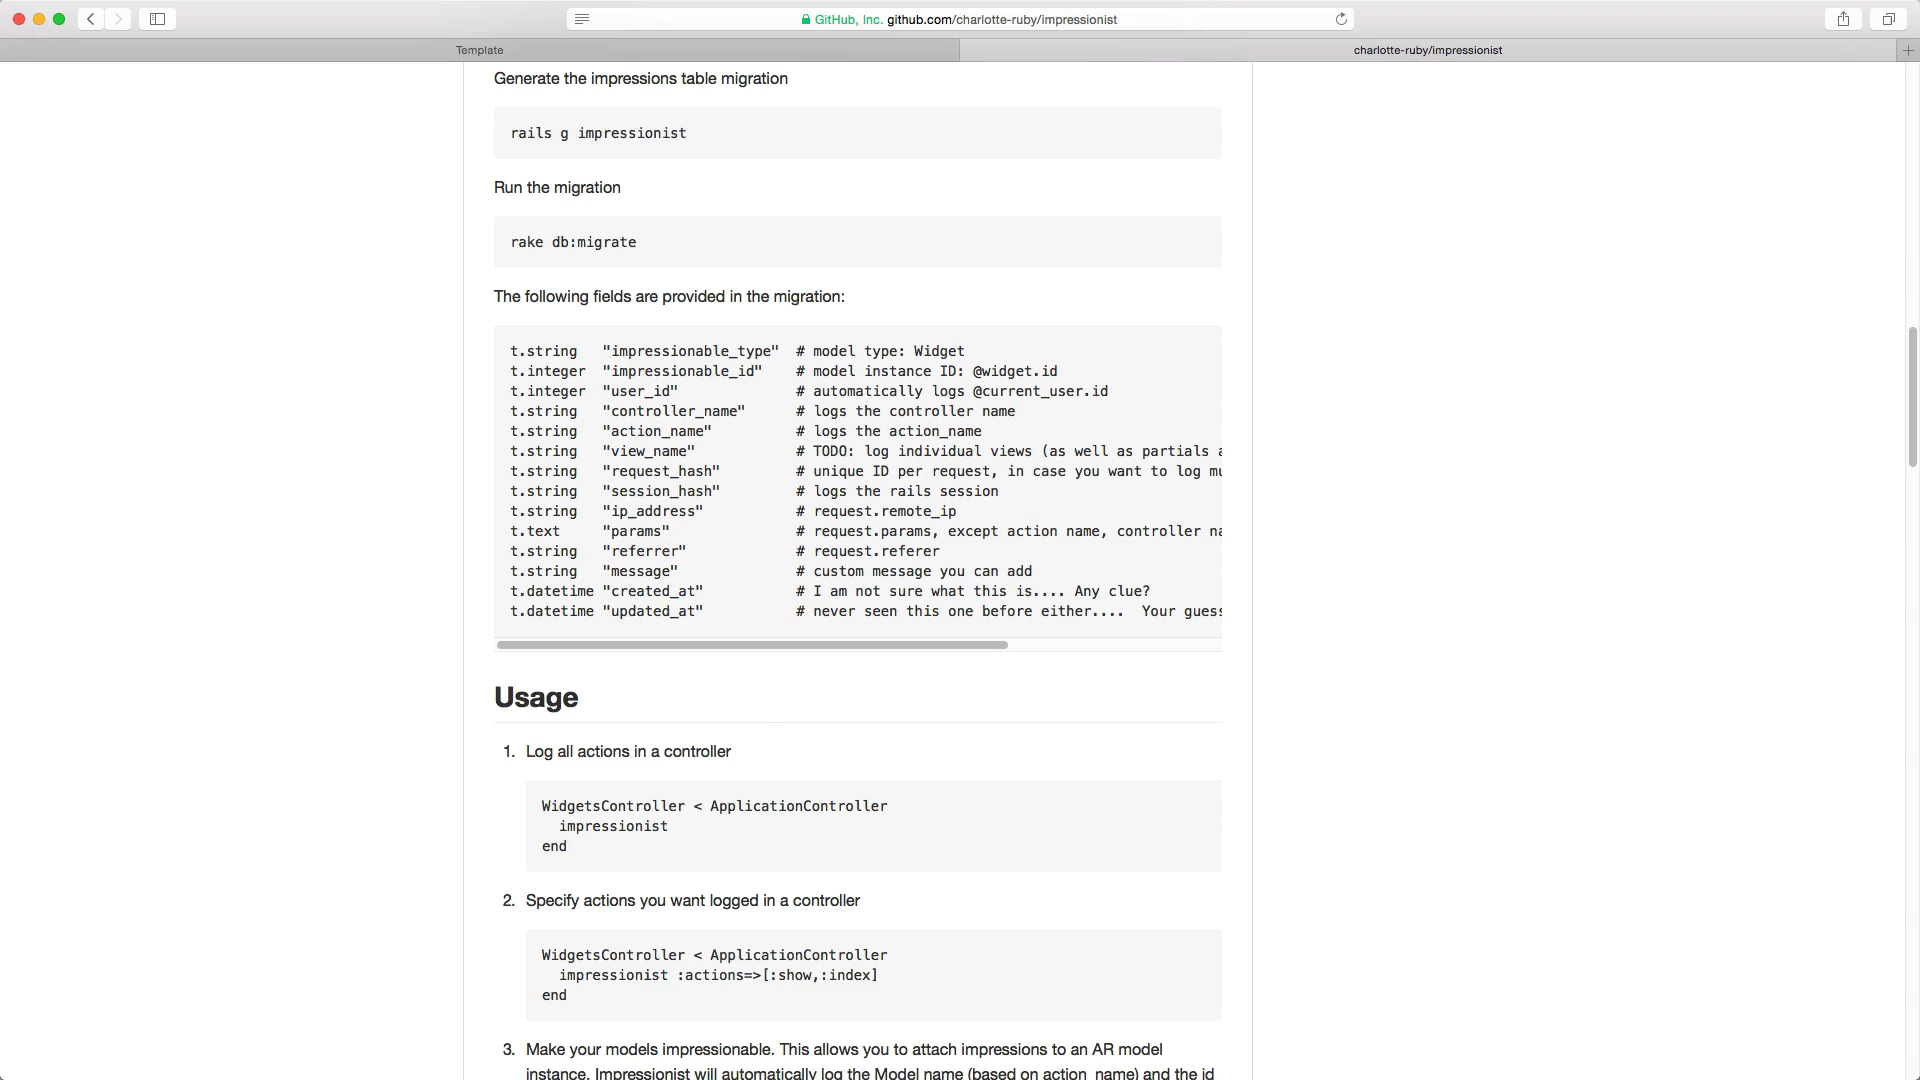 GitHub, Inc. github.com/charlotte-ruby/impressionist
Template
charlotte-ruby/impressionist
Generate the impressions table migration
rails g impressionist
Run the migration
rake db:migrate
The following fields are provided in the migration:
t.string "impressionable_type" # model type: Widget
t.integer "impressionable_id" # model instance ID: @widget.id
t.integer "user_id" # automatically logs @current_user.id
t.string "controller_name" # logs the controller name
t.string "action_name" # logs the action_name
t.string "view_name" # TODO: log individual views (as well as partials
t.string "request_hash" # unique ID per request, in case you want to log
t.string "session_hash" # logs the rails session
t.string "ip_address" # request.remote_ip
t.text "params" # request.params, except action name, controller
t.string "referrer" # request.referer
t.string "message" # custom message you can add
t.datetime "created_at" # I am not sure what this is.... Any clue?
t.datetime "updated_at" # never seen this one before either.... Your
Usage
1. Log all actions in a controller
WidgetsController < ApplicationController
impressionist
end
2. Specify actions you want logged in a controller
WidgetsController < ApplicationController
impressionist :actions=>[:show,:index]
end
3. Make your models impressionable. This allows you to attach impressions to an AR model
instance. Impressionist will automatically log the Model name (based on action_name) and the id